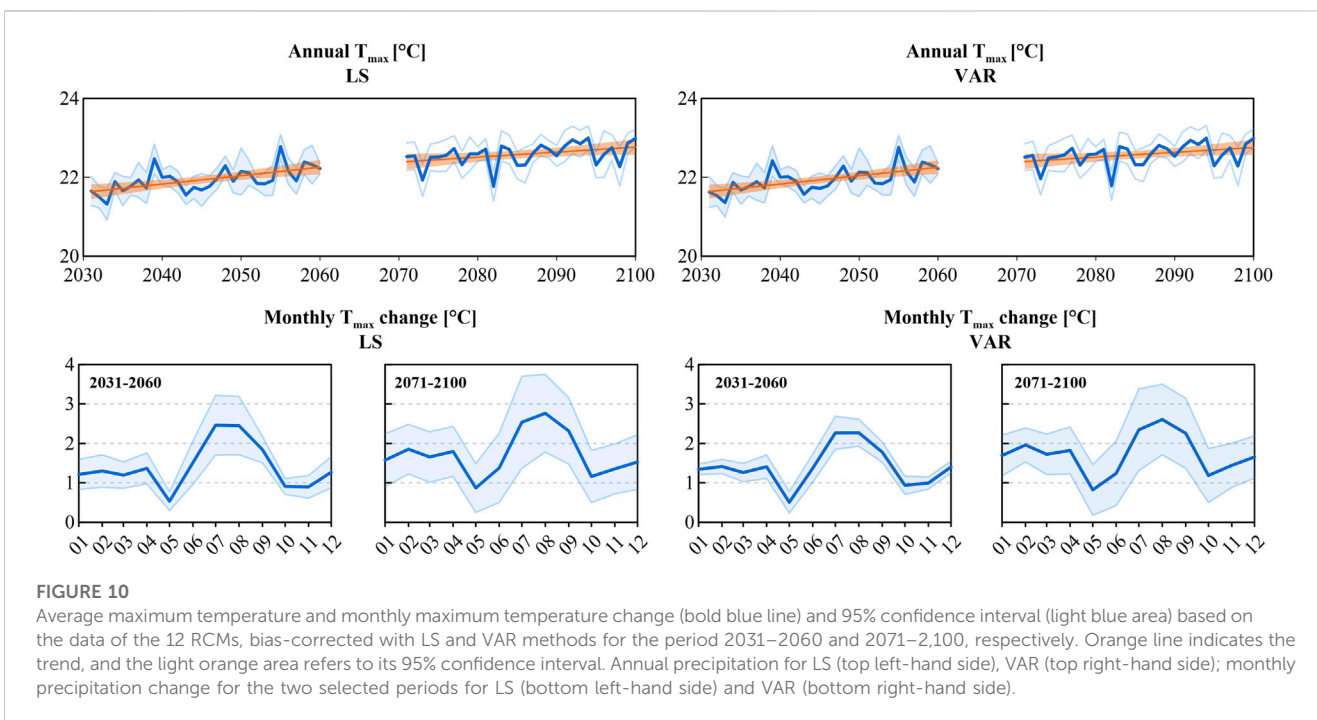 Annual Tmax [°C]
LS
24
22
20
2030 2040 2050 2060 2070 2080 2090 2100
Annual Tmax [°C]
VAR
24
22
20
2030 2040 2050 2060 2070 2080 2090 2100
Monthly Tmax change [°C]
LS
4
3
2
1
0
2031-2060
01 02 03 04 05 06 07 08 09 10 11 12
2071-2100
01 02 03 04 05 06 07 08 09 10 11 12
Monthly Tmax change [°C]
VAR
4
3
2
1
0
2031-2060
01 02 03 04 05 06 07 08 09 10 11 12
2071-2100
01 02 03 04 05 06 07 08 09 10 11 12
FIGURE 10
Average maximum temperature and monthly maximum temperature change (bold blue line) and 95% confidence interval (light blue area) based on
the data of the 12 RCMs, bias-corrected with LS and VAR methods for the period 2031–2060 and 2071–2,100, respectively. Orange line indicates the
trend, and the light orange area refers to its 95% confidence interval. Annual precipitation for LS (top left-hand side), VAR (top right-hand side); monthly
precipitation change for the two selected periods for LS (bottom left-hand side) and VAR (bottom right-hand side).